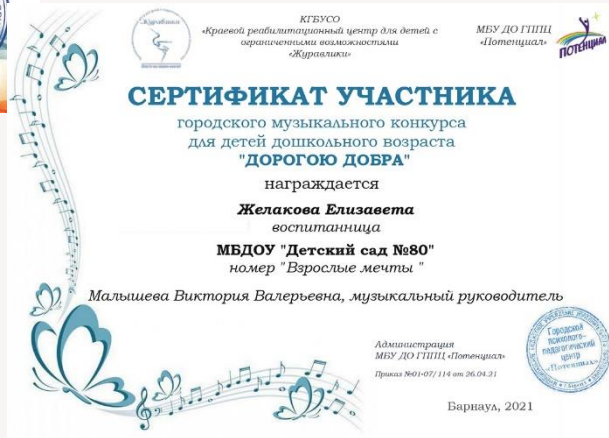 «Журавлики»
КГБУСО
«Краевой реабилитационный центр для детей с
ограниченными возможностями
«Журавлики»
МБУ ДО ГППЦ
«Потенциал»
ПОТЕНЦИАЛ
СЕРТИФИКАТ УЧАСТНИКА
городского музыкального конкурса
для детей дошкольного возраста
"ДОРОГОЮ ДОБРА"
награждается
Желакова Елизавета
воспитанница
МБДОУ "Детский сад №80"
номер "Взрослые мечты "
Малышева Виктория Валерьевна, музыкальный руководитель
Администрация
МБУ ДО ГППЦ «Потенциал»
Приказ №01-07/114 от 26.04.21
Городской
психолого-
педагогический
центр
«Потенциал»
Барнаул, 2021